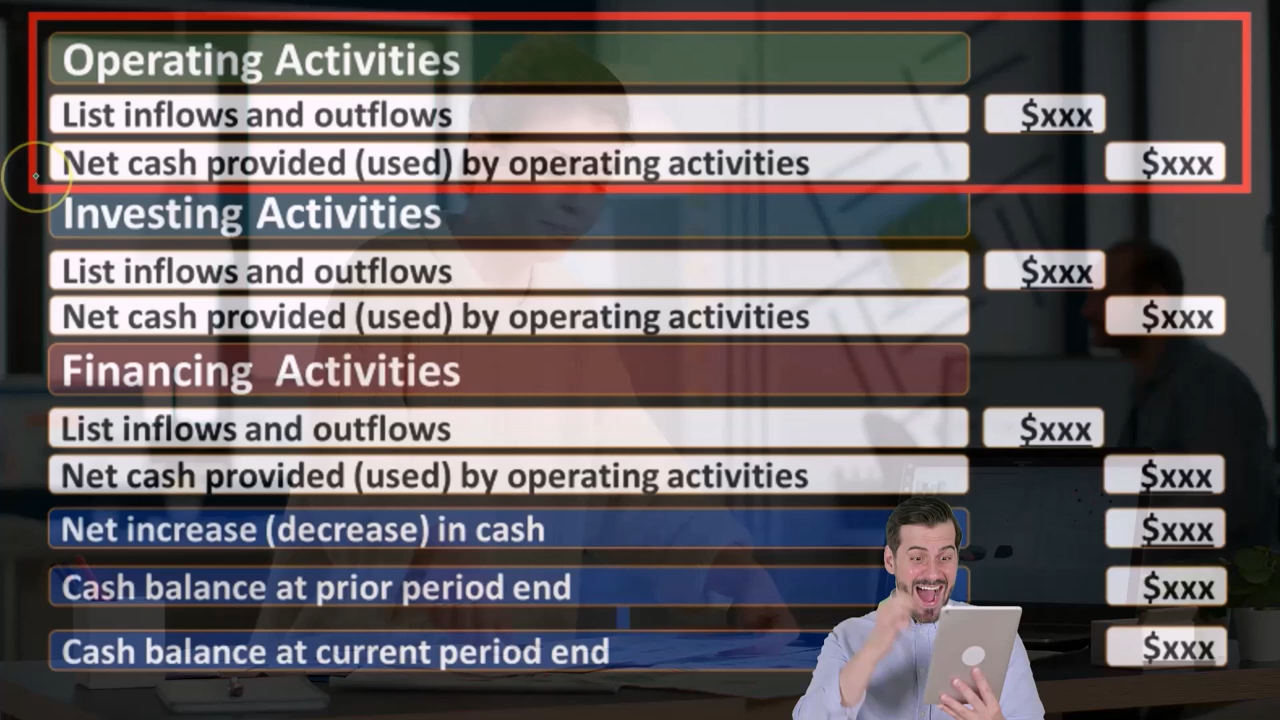 Operating Activities
List inflows and outflows $xxx
Net cash provided (used) by operating activities $xxx
Investing Activities
List inflows and outflows $xxx
Net cash provided (used) by operating activities $xxx
Financing Activities
List inflows and outflows $xxx
Net cash provided (used) by operating activities $xxx
Net increase (decrease) in cash $xxx
Cash balance at prior period end $xxx
Cash balance at current period end $xxx